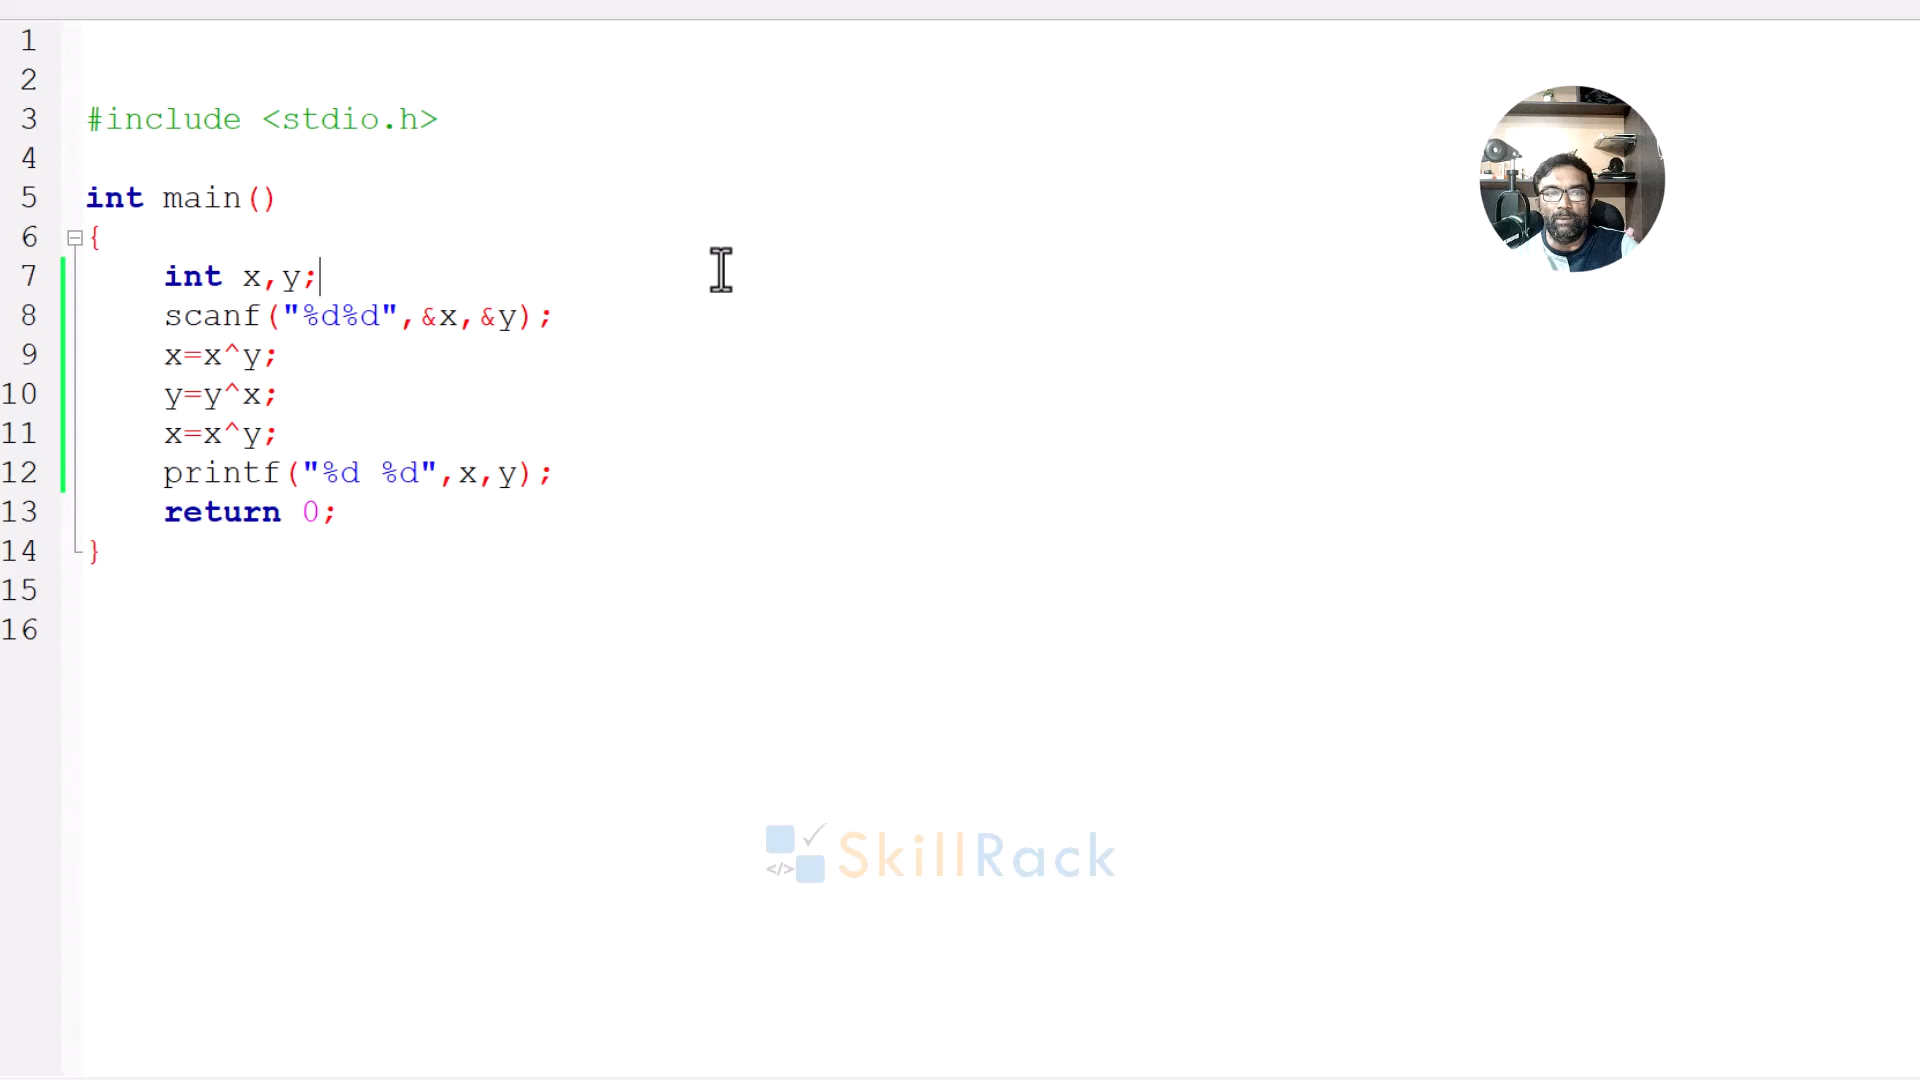 1
2
3 #include <stdio.h>
4
5 int main()
6 {
7 int x,y;
8 scanf("%d%d",&x,&y);
9 x=x^y;
10 y=y^x;
11 x=x^y;
12 printf("%d %d",x,y);
13 return 0;
14 }
15
16
</> SkillRack